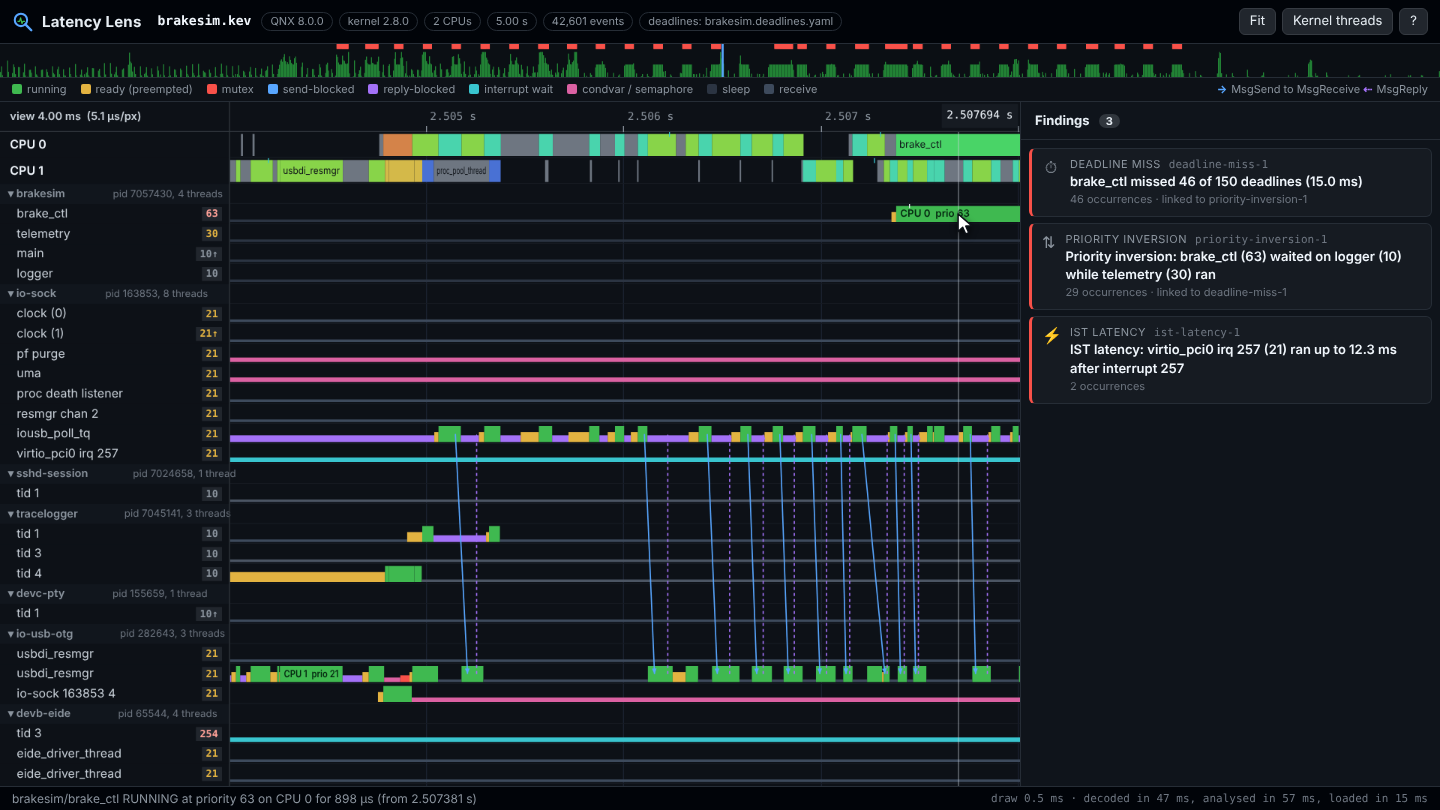 Latency Lens brakesim.kev QNX 8.0.0 kernel 2.8.0 2 CPUs 5.00 s 42,601 events deadlines: brakesim.deadlines.yaml Fit Kernel threads ?
running ready (preempted) mutex send-blocked reply-blocked interrupt wait condvar / semaphore sleep receive → MsgSend to MsgReceive ← MsgReply
view 4.00 ms (5.1 µs/px) 2.505 s 2.506 s 2.507 s 2.507694 s
Findings 3
CPU 0 brake_ctl
CPU 1 usbdi_resmgr proc_pool_thread
▾ brakesim pid 7057430, 4 threads
brake_ctl 63 CPU 0 prio 63
telemetry 30
main 10↑
logger 10
▾ io-sock pid 163853, 8 threads
clock (0) 21
clock (1) 21↑
pf purge 21
uma 21
proc death listener 21
resmgr chan 2 21
iousb_poll_tq 21
virtio_pci0 irq 257 21
▾ sshd-session pid 7024658, 1 thread
tid 1 10
▾ tracelogger pid 7045141, 3 threads
tid 1 10
tid 3 10
tid 4 10
▾ devc-pty pid 155659, 1 thread
tid 1 10↑
▾ io-usb-otg pid 282643, 3 threads
usbdi_resmgr 21
usbdi_resmgr 21 CPU 1 prio 21
io-sock 163853 4 21
▾ devb-eide pid 65544, 4 threads
tid 3 254
eide_driver_thread 21
eide_driver_thread 21
DEADLINE MISS deadline-miss-1
brake_ctl missed 46 of 150 deadlines (15.0 ms)
46 occurrences · linked to priority-inversion-1
PRIORITY INVERSION priority-inversion-1
Priority inversion: brake_ctl (63) waited on logger (10)
while telemetry (30) ran
29 occurrences · linked to deadline-miss-1
IST LATENCY ist-latency-1
IST latency: virtio_pci0 irq 257 (21) ran up to 12.3 ms
after interrupt 257
2 occurrences
brakesim/brake_ctl RUNNING at priority 63 on CPU 0 for 898 µs (from 2.507381 s)
draw 0.5 ms · decoded in 47 ms, analysed in 57 ms, loaded in 15 ms